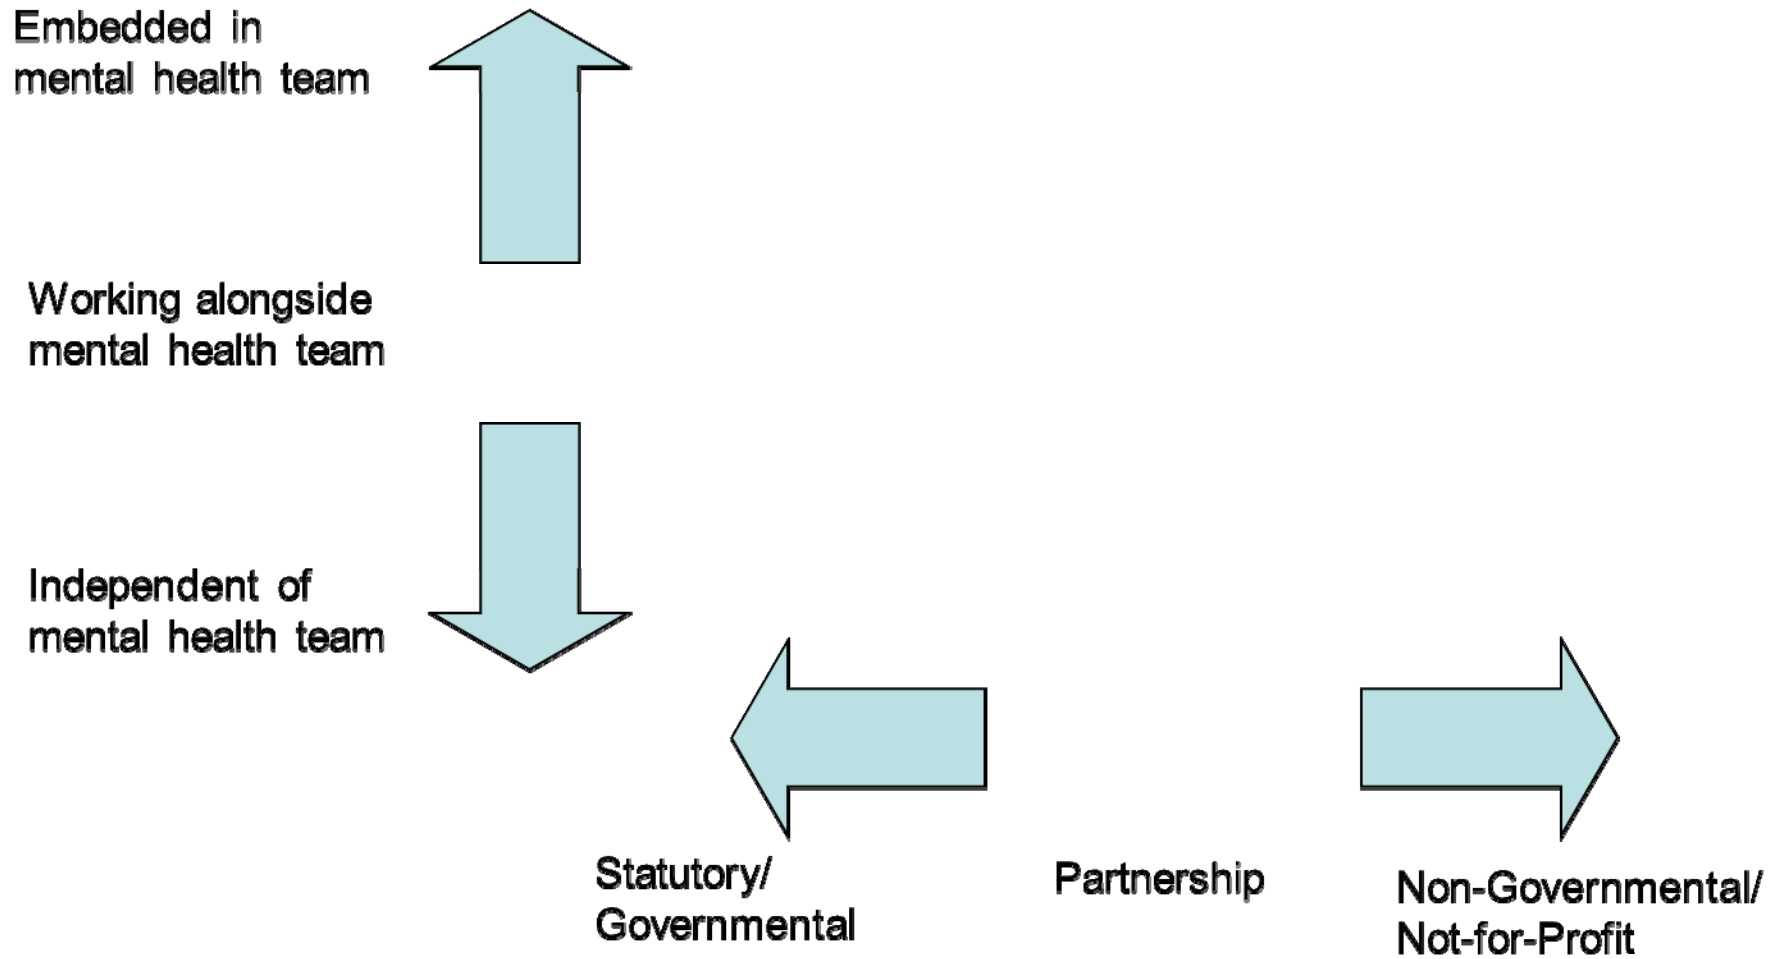 Embedded in
mental health team
Working alongside
mental health team
Independent of
mental health team
Statutory/
Governmental
Partnership
Non-Governmental/
Not-for-Profit